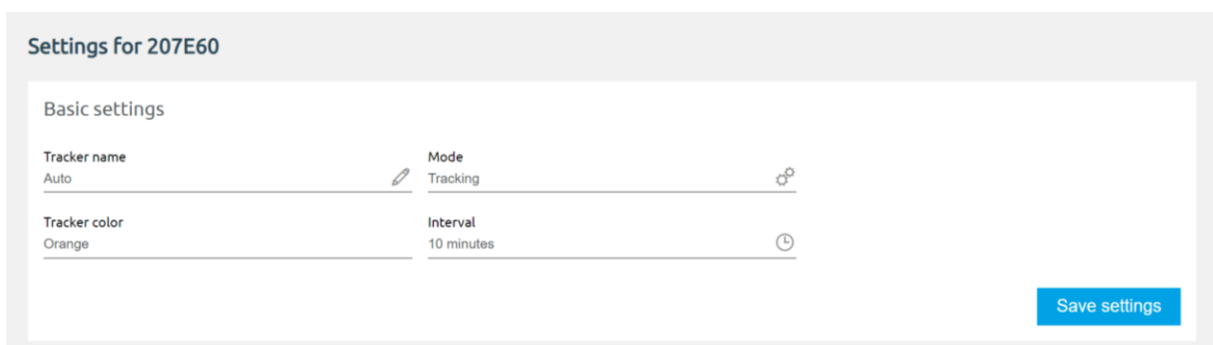 Settings for 207E60
Basic settings
Tracker name
Auto
Mode
Tracking
Tracker color
Orange
Interval
10 minutes
Save settings